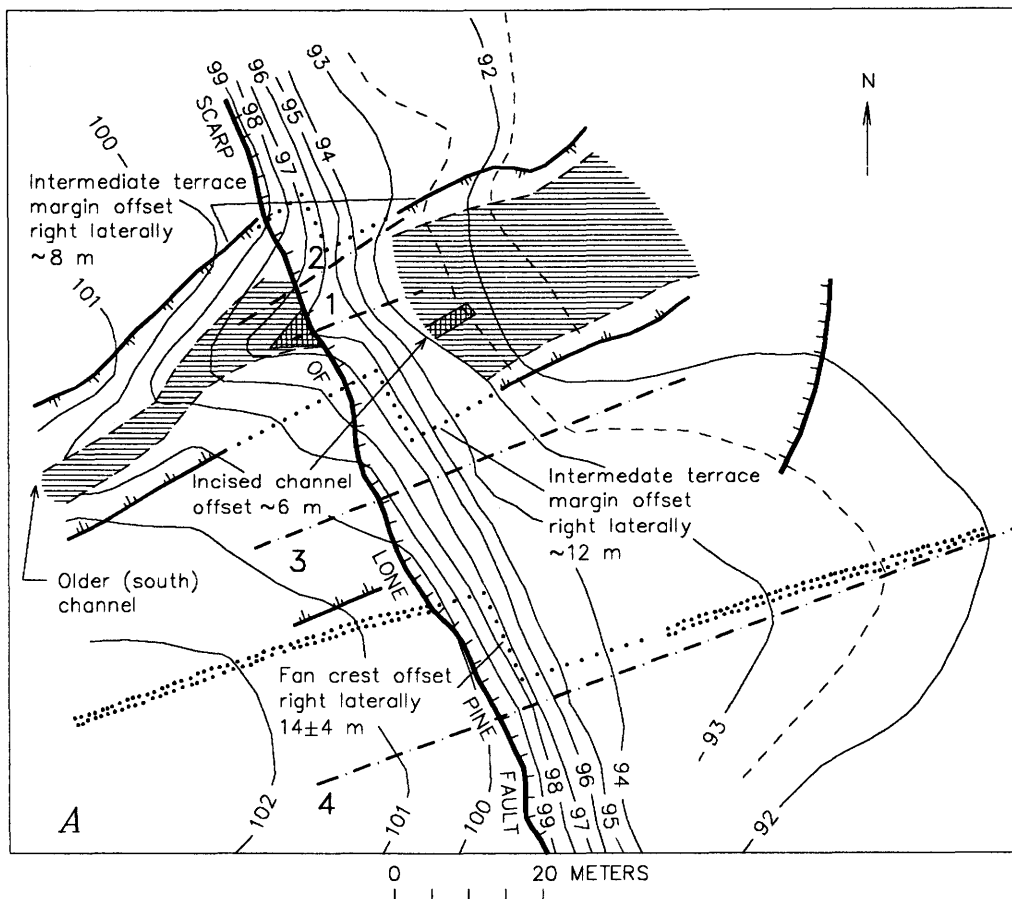 99
98
97
96
95
94
93
92
N
SCARP
100
Intermediate terrace
margin offset
right laterally
~8 m
2
1
101
OF
Incised channel
offset ~6 m
Intermedate terrace
margin offset
right laterally
~12 m
3
LONE
Older (south)
channel
Fan crest offset
right laterally
14±4 m
PINE
FAULT
4
A
102
101
100
99
98
97
96
95
94
93
92
0 20 METERS